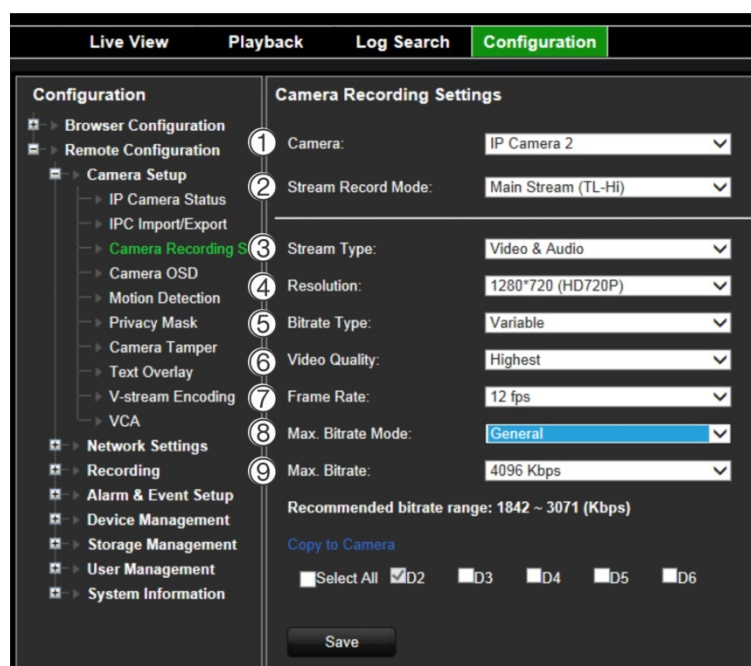 Live View Playback Log Search Configuration
Configuration
Browser Configuration
Remote Configuration
Camera Setup
IP Camera Status
IPC Import/Export
Camera Recording S
Camera OSD
Motion Detection
Privacy Mask
Camera Tamper
Text Overlay
V-stream Encoding
VCA
Network Settings
Recording
Alarm & Event Setup
Device Management
Storage Management
User Management
System Information
Camera Recording Settings
1 Camera: IP Camera 2
2 Stream Record Mode: Main Stream (TL-Hi)
3 Stream Type: Video & Audio
4 Resolution: 1280*720 (HD720P)
5 Bitrate Type: Variable
6 Video Quality: Highest
7 Frame Rate: 12 fps
8 Max. Bitrate Mode: General
9 Max. Bitrate: 4096 Kbps
Recommended bitrate range: 1842 ~ 3071 (Kbps)
Copy to Camera
Select All D2 D3 D4 D5 D6
Save